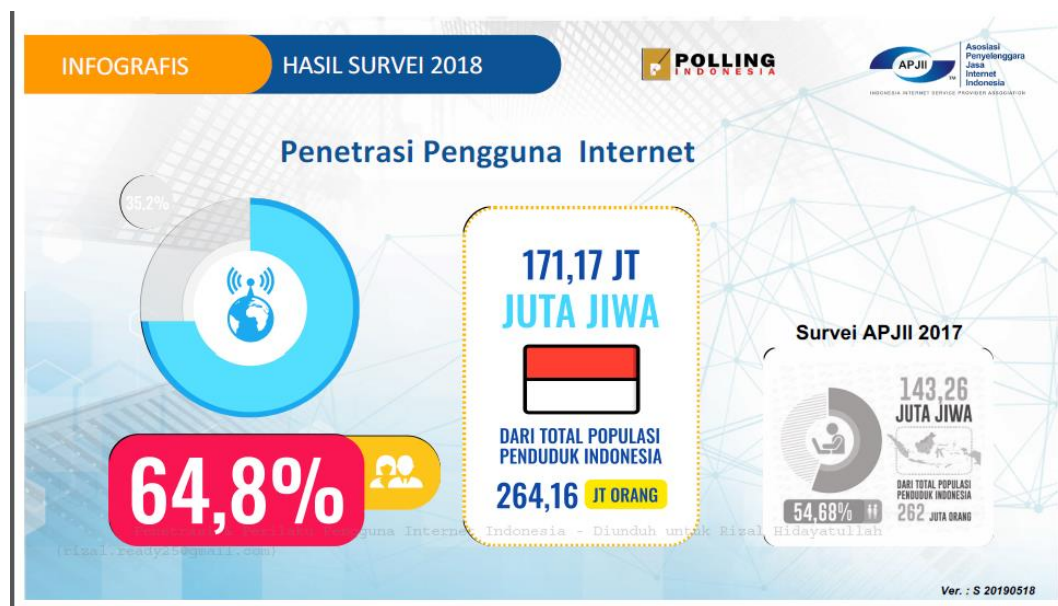 INFOGRAFIS
HASIL SURVEI 2018
POLLING
INDONESIA
APJII
TM
Asosiasi
Penyelenggara
Jasa
Internet
Indonesia
INDONESIA INTERNET SERVICE PROVIDER ASSOCIATION
Penetrasi Pengguna Internet
35.2%
64,8%
171,17 JT
JUTA JIWA
DARI TOTAL POPULASI
PENDUDUK INDONESIA
264,16 JT ORANG
Survei APJII 2017
143,26
JUTA JIWA
DARI TOTAL POPULASI
PENDUDUK INDONESIA
54,68%
262 JUTA ORANG
Pengguna Internet Indonesia - Diunduh untuk Rizal Hidayatullah
(rizal.ready25@gmail.com)
Ver. : S 20190518